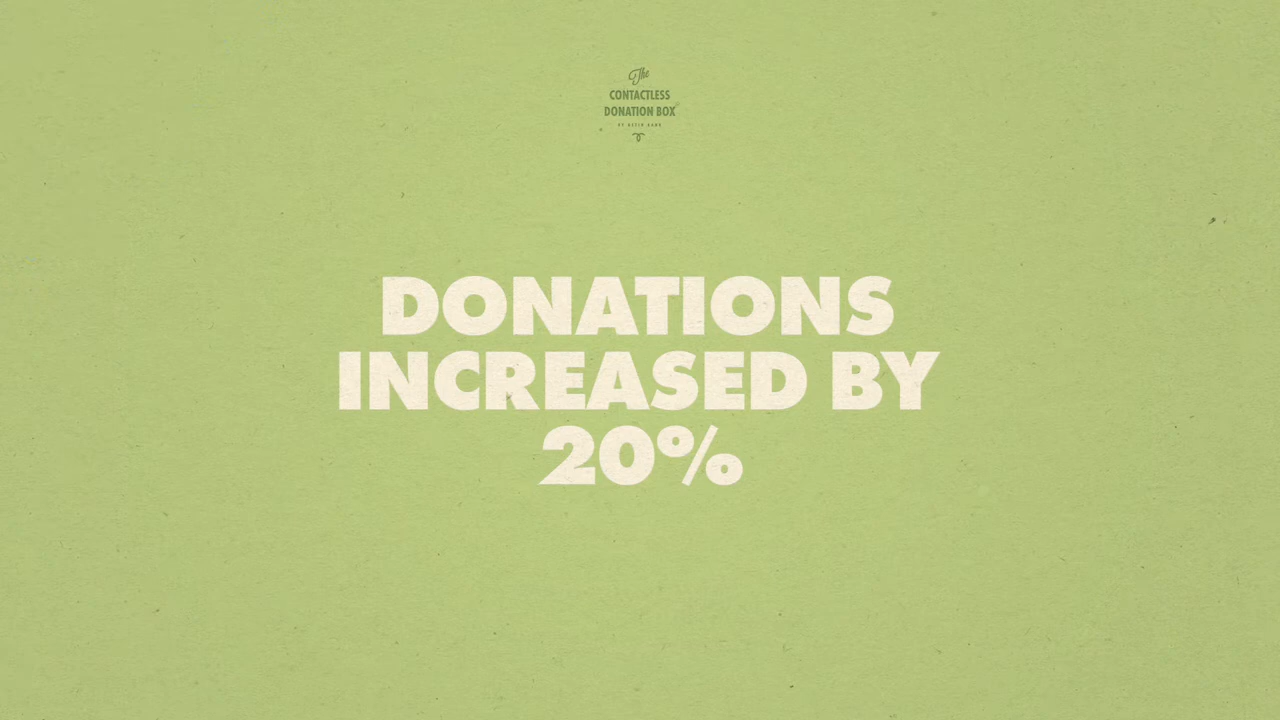 The
CONTACTLESS
DONATION BOX
DONATIONS
INCREASED BY
20%